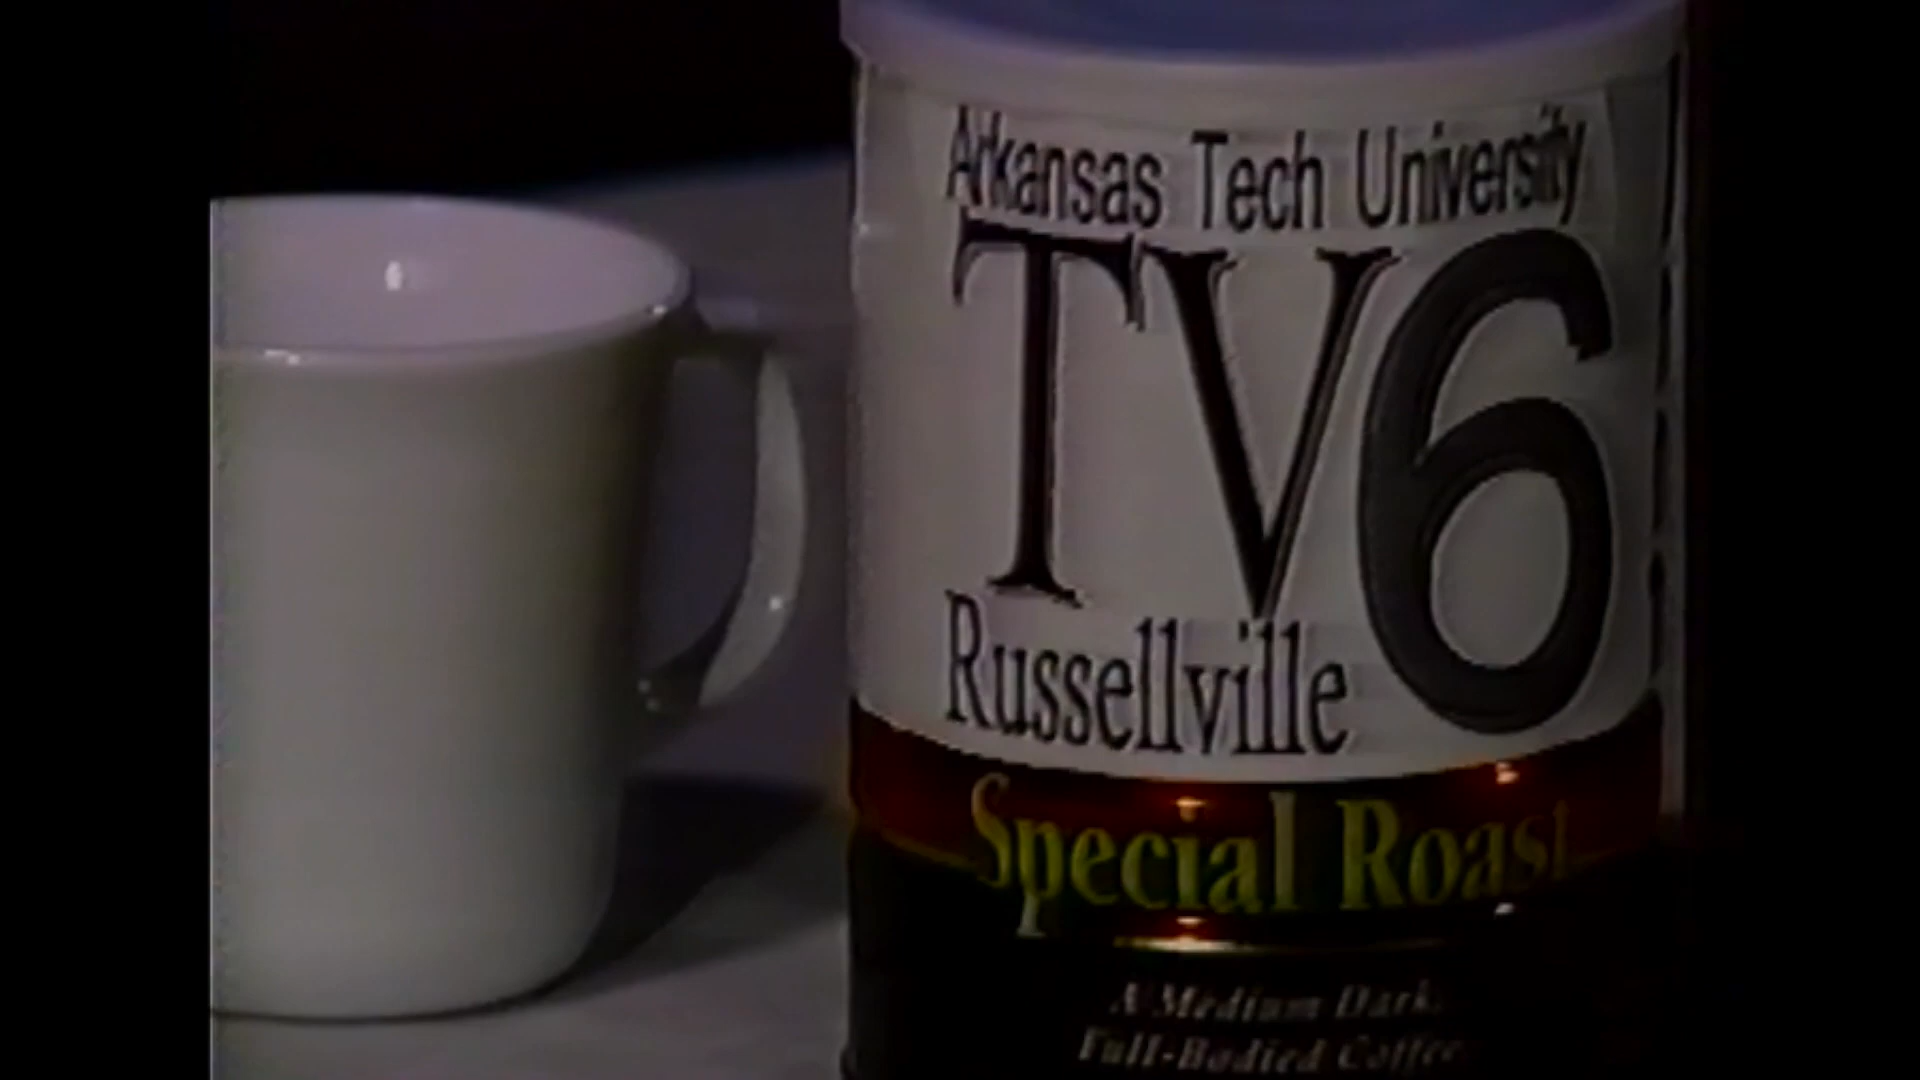 Arkansas Tech University
TV6
Russellville
Special Roast
A Medium Dark,
Full-Bodied Coffee